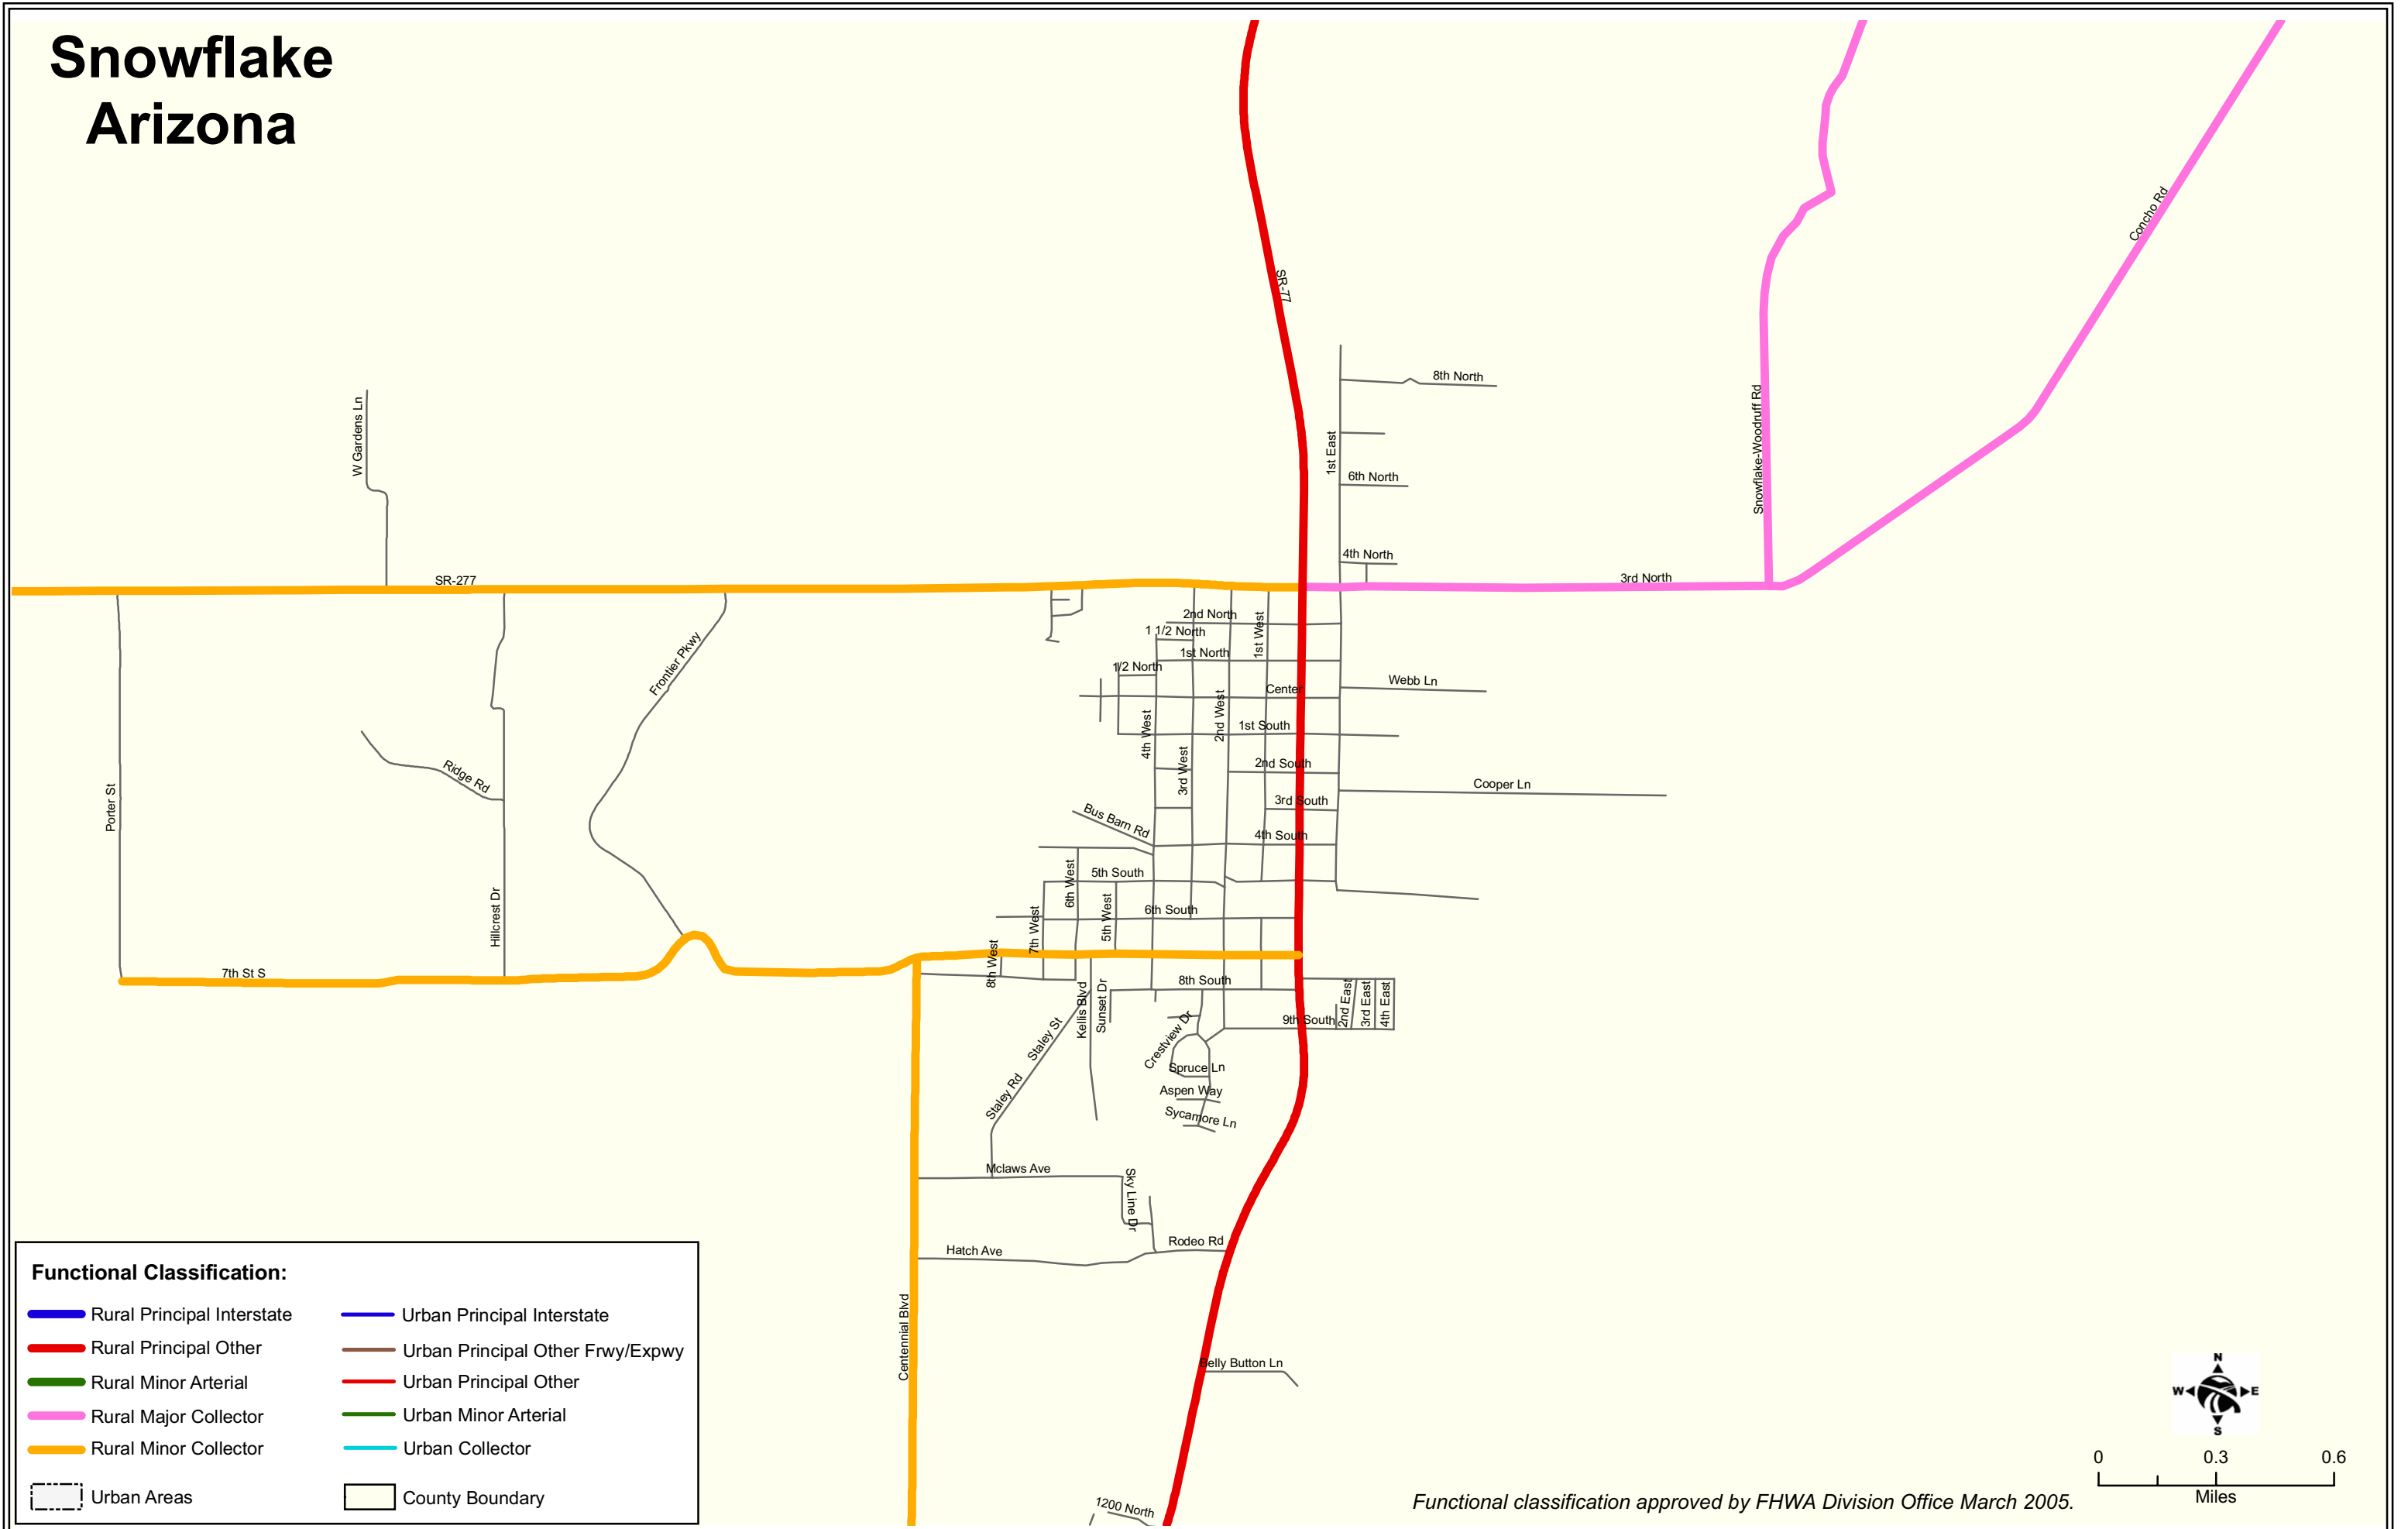 Snowflake
Arizona
SR-77
Concho Rd
8th North
W Gardens Ln
1st East
Snowflake-Woodruff Rd
6th North
4th North
SR-277
3rd North
2nd North
1st West
1 1/2 North
1st North
Frontier Pkwy
1/2 North
Webb Ln
Center
2nd West
4th West
1st South
3rd West
2nd South
Ridge Rd
Cooper Ln
Porter St
3rd South
Bus Barn Rd
4th South
6th West
5th South
Hillcrest Dr
5th West
6th South
7th West
8th West
7th St S
8th South
Kellis Blvd
Sunset Dr
2nd East
3rd East
4th East
9th South
Staley St
Crestview Dr
Spruce Ln
Staley Rd
Aspen Way
Sycamore Ln
Mclaws Ave
Sky Line Dr
Rodeo Rd
Hatch Ave
Centennial Blvd
Belly Button Ln
1200 North
Functional Classification:
Rural Principal Interstate
Rural Principal Other
Rural Minor Arterial
Rural Major Collector
Rural Minor Collector
Urban Areas
Urban Principal Interstate
Urban Principal Other Frwy/Expwy
Urban Principal Other
Urban Minor Arterial
Urban Collector
County Boundary
N
W E
S
0 0.3 0.6
Miles
Functional classification approved by FHWA Division Office March 2005.